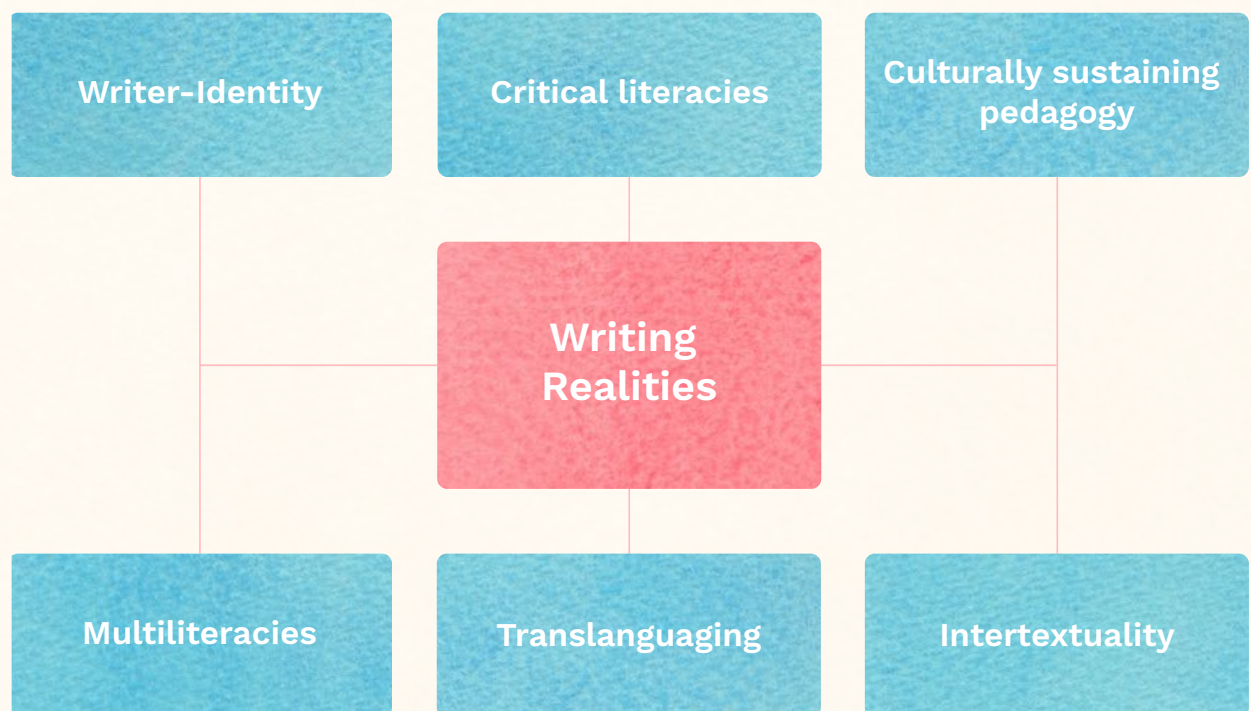 Writer-Identity
Critical literacies
Culturally sustaining
pedagogy
Writing
Realities
Multiliteracies
Translanguaging
Intertextuality